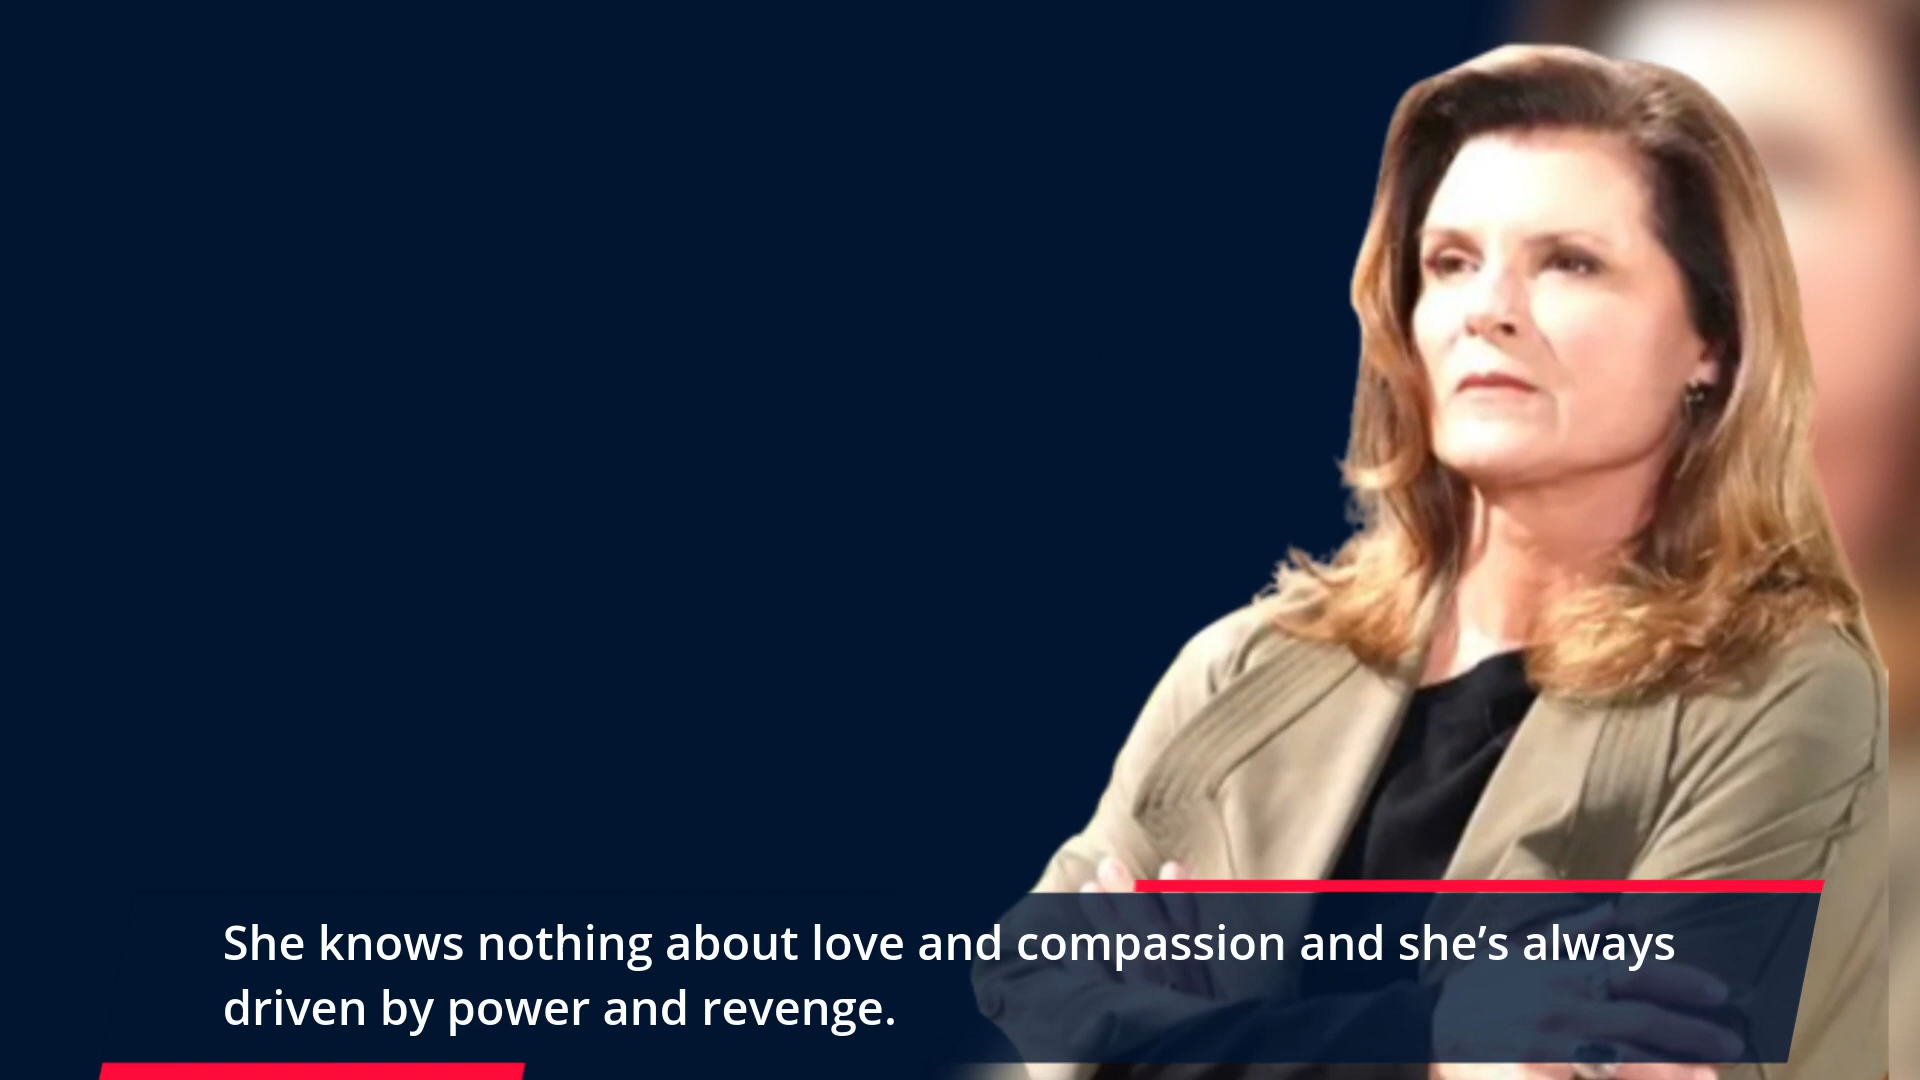 She knows nothing about love and compassion and she’s always
driven by power and revenge.